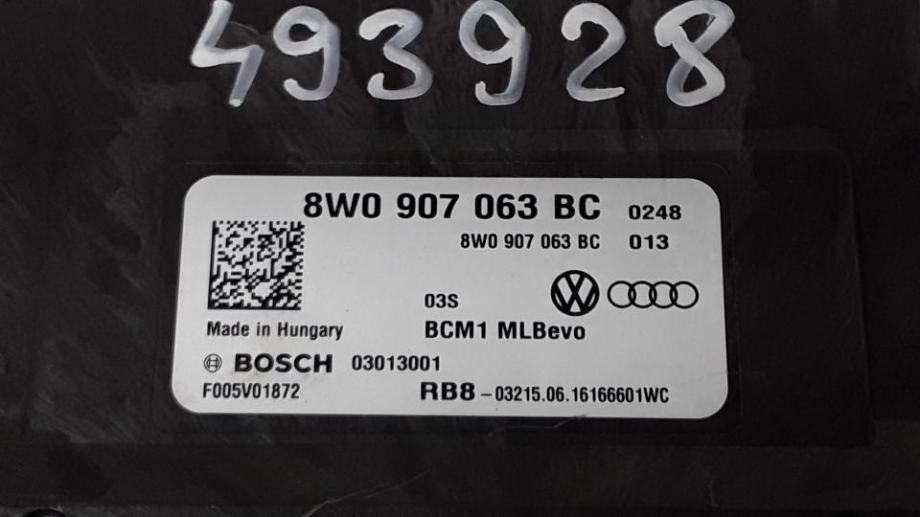 493928
8W0 907 063 BC 0248
8W0 907 063 BC 013
03S
Made in Hungary BCM1 MLBevo
BOSCH 03013001
F005V01872 RB8-03215.06.16166601WC